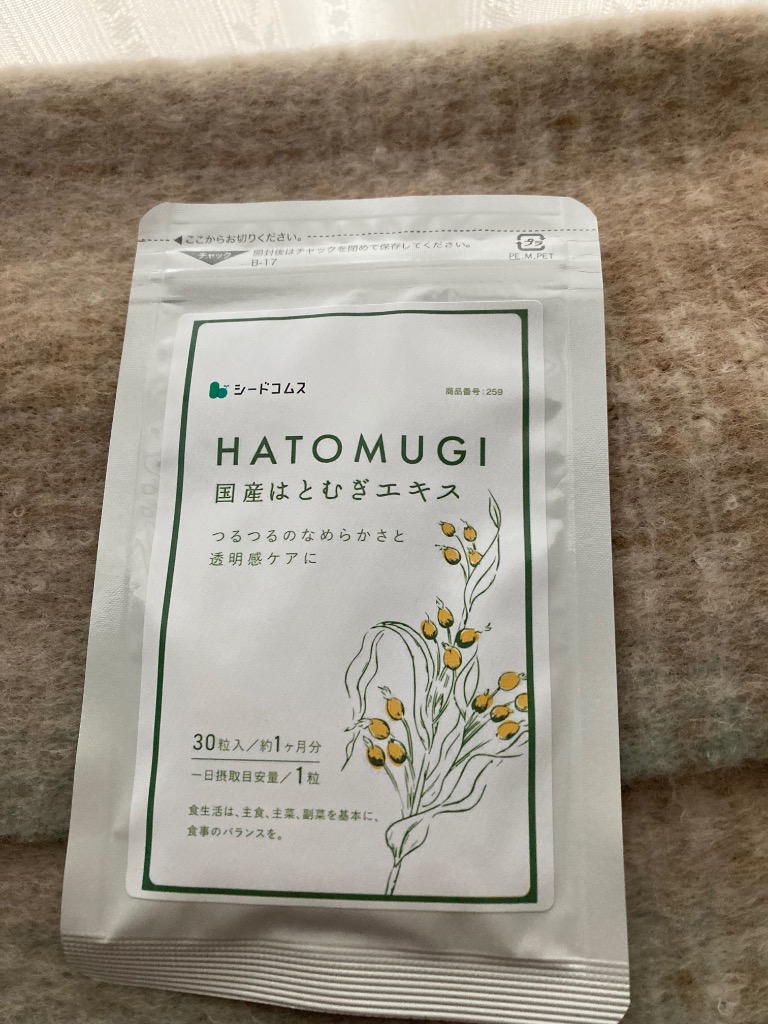 ここからお切りください。
チャック
開封後はチャックを閉めて保存してください。
B-17
プラ
PE, M, PET
シードコムス
商品番号:259
HATOMUGI
国産はとむぎエキス
つるつるのなめらかさと
透明感ケアに
30粒入／約1ヶ月分
一日摂取目安量／1粒
食生活は、主食、主菜、副菜を基本に、
食事のバランスを。